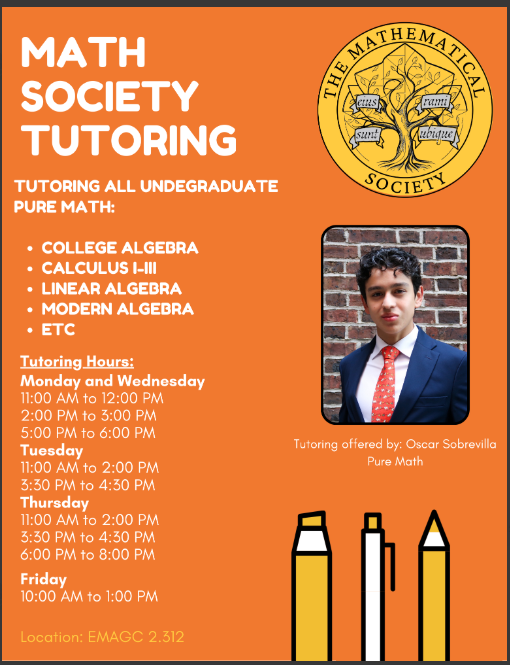 MATH
SOCIETY
TUTORING
THE MATHEMATICAL
SOCIETY
eius
rami
sunt
ubique
TUTORING ALL UNDEGRADUATE
PURE MATH:
• COLLEGE ALGEBRA
• CALCULUS I-III
• LINEAR ALGEBRA
• MODERN ALGEBRA
• ETC
Tutoring Hours:
Monday and Wednesday
11:00 AM to 12:00 PM
2:00 PM to 3:00 PM
5:00 PM to 6:00 PM
Tuesday
11:00 AM to 2:00 PM
3:30 PM to 4:30 PM
Thursday
11:00 AM to 2:00 PM
3:30 PM to 4:30 PM
6:00 PM to 8:00 PM
Friday
10:00 AM to 1:00 PM
Location: EMAGC 2.312
Tutoring offered by: Oscar Sobrevilla
Pure Math